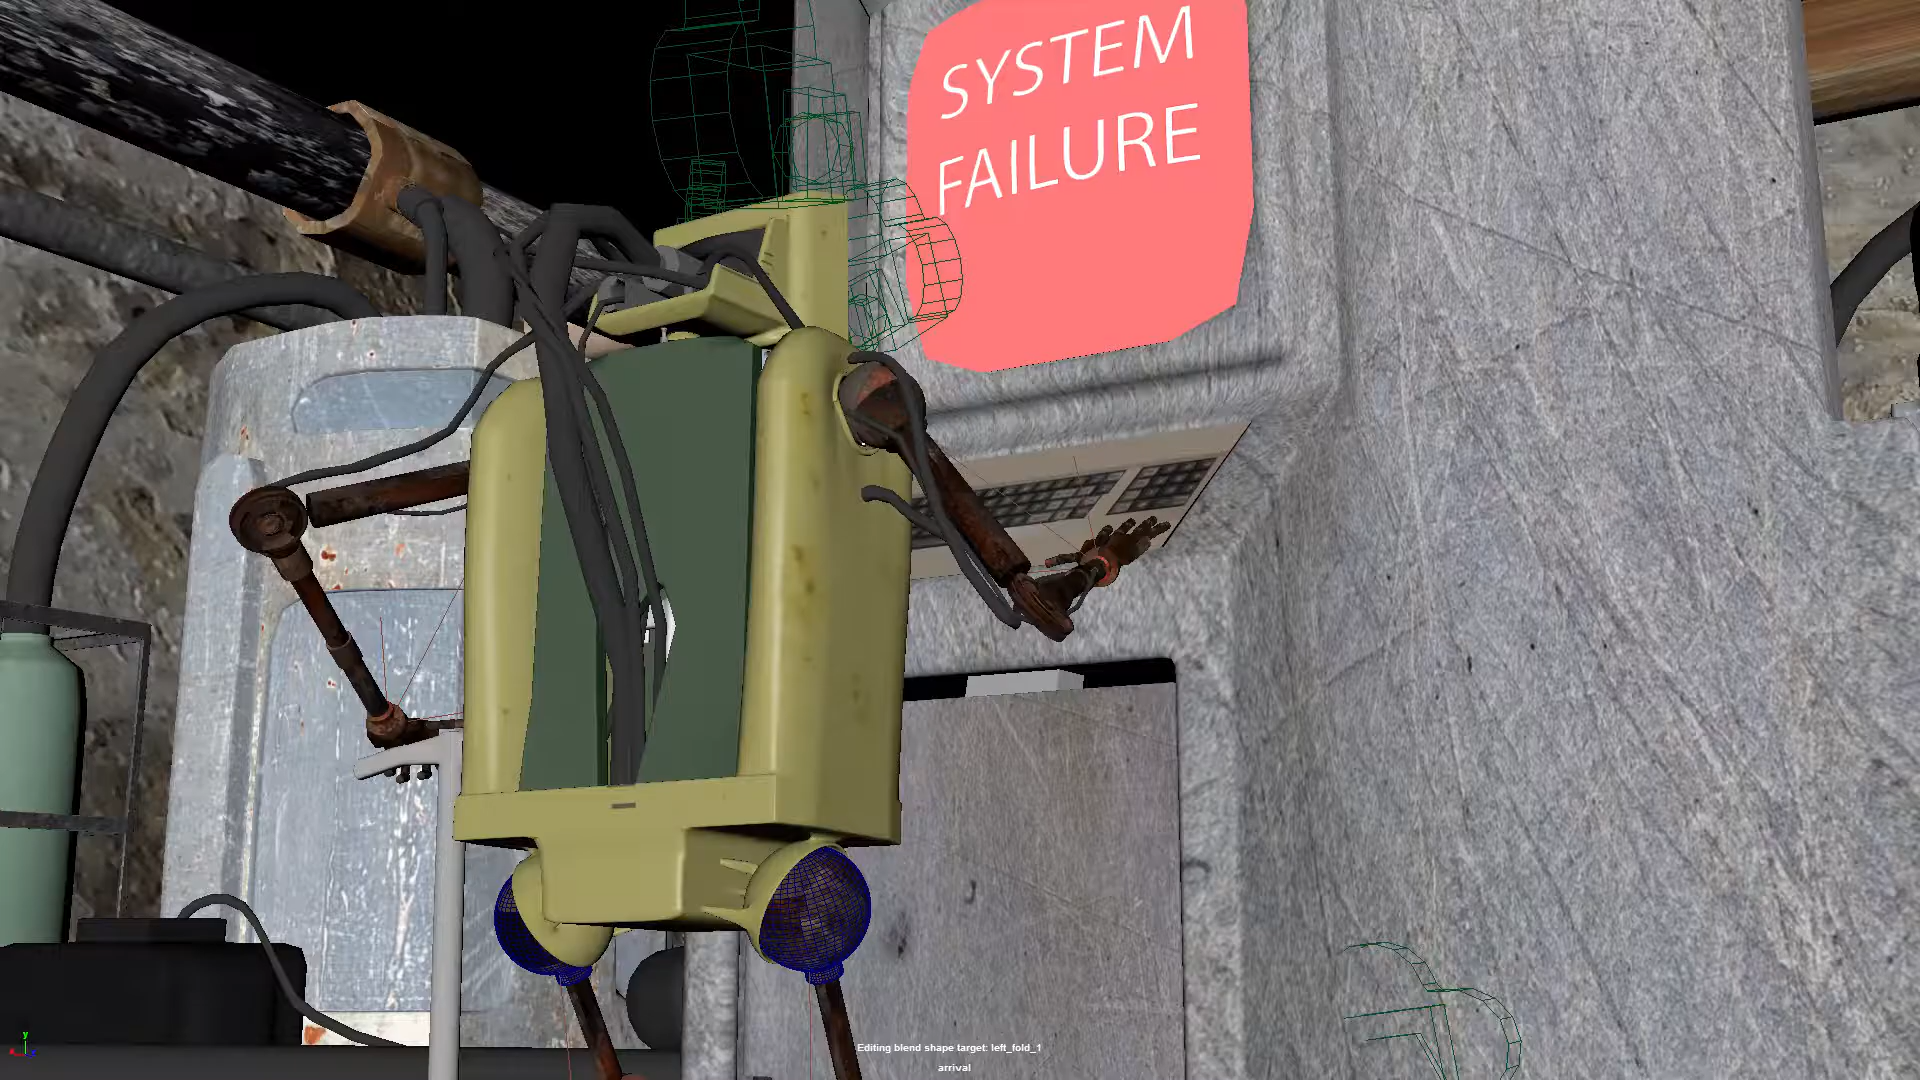 SYSTEM
FAILURE
Editing blend shape target: left_fold_1
arrival
y